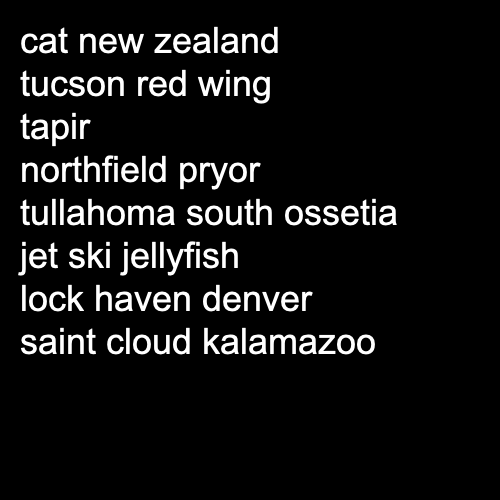 cat new zealand
tucson red wing
tapir
northfield pryor
tullahoma south ossetia
jet ski jellyfish
lock haven denver
saint cloud kalamazoo